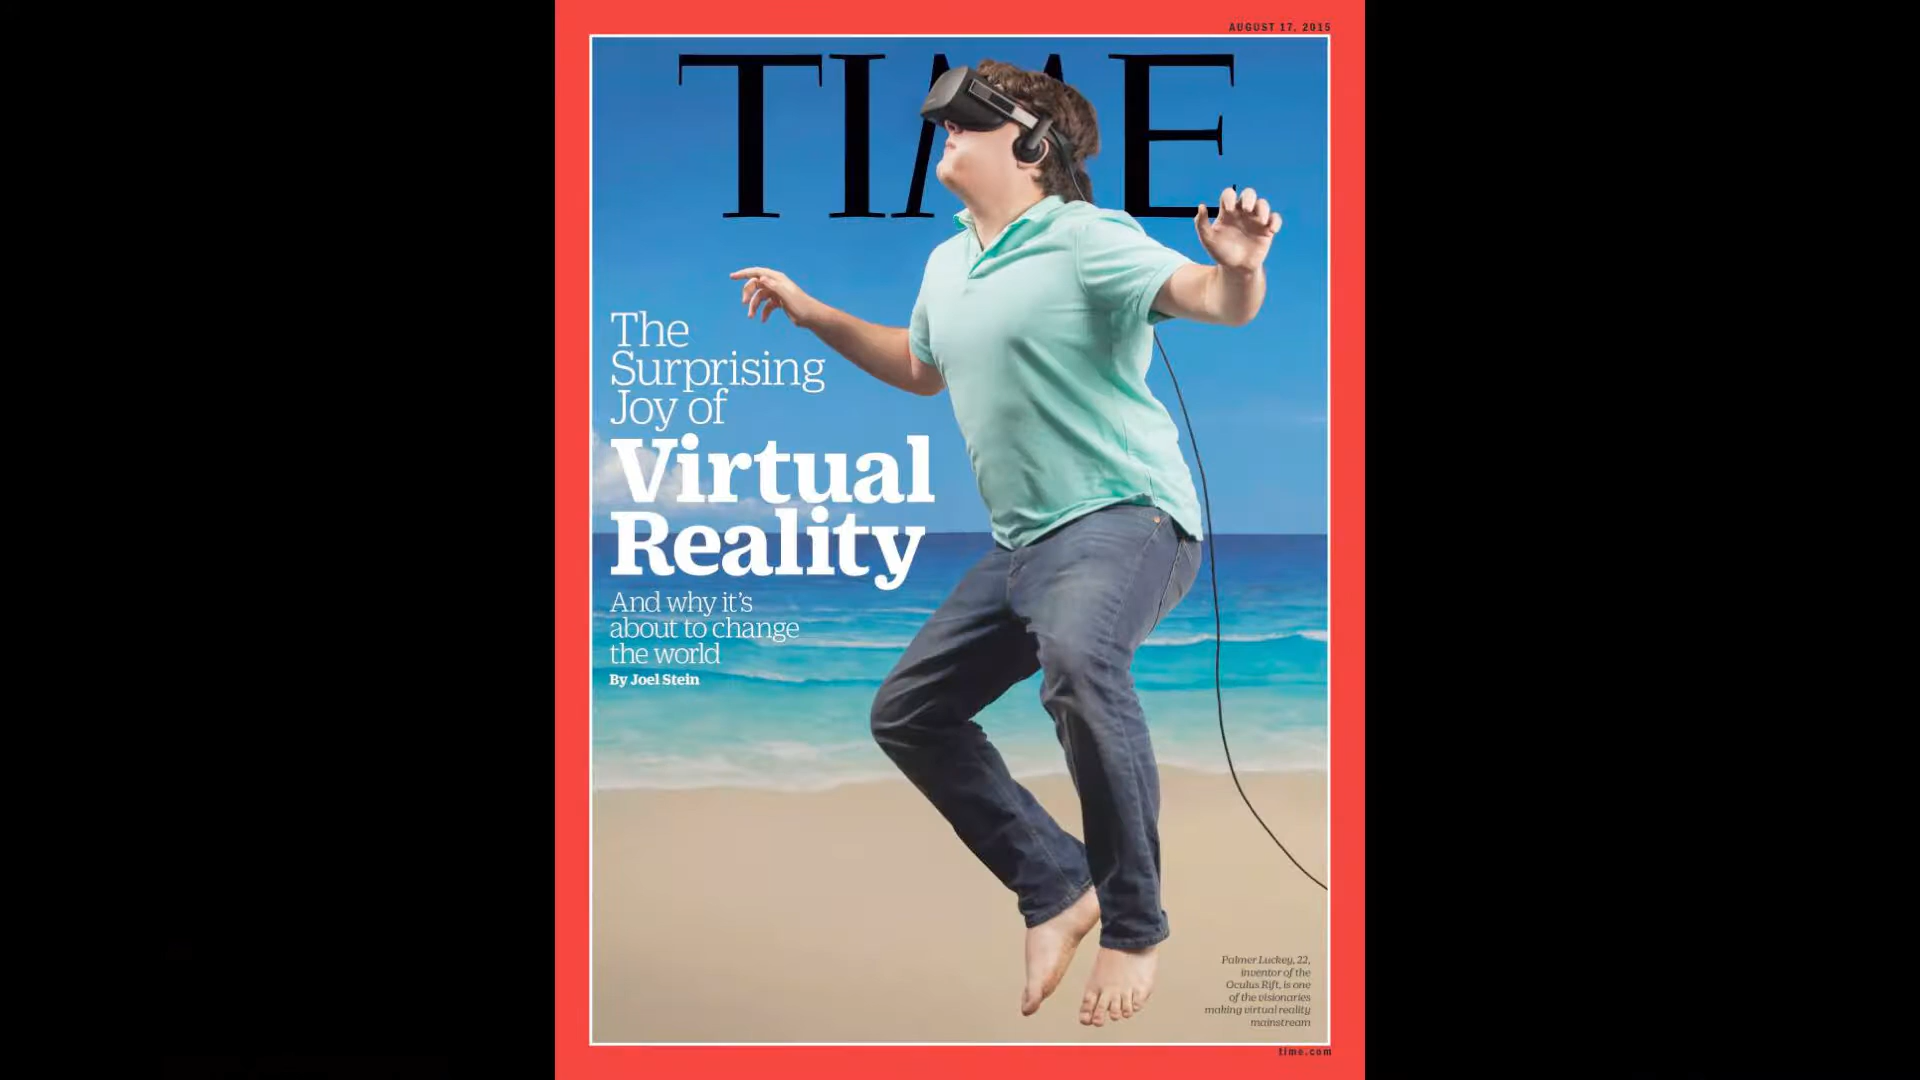 AUGUST 17, 2015
TIME
The
Surprising
Joy of
Virtual
Reality
And why it's
about to change
the world
By Joel Stein
Palmer Luckey, 22,
inventor of the
Oculus Rift, is one
of the visionaries
making virtual reality
mainstream
time.com